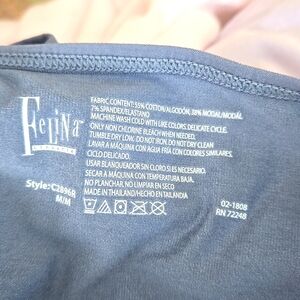 Felina
FABRIC CONTENT: 55% COTTON/ALGODÓN, 38% MODAL/MODÁL
7% SPANDEX/ELASTANO
MACHINE WASH COLD WITH LIKE COLORS. DELICATE CYCLE.
ONLY NON CHLORINE BLEACH WHEN NEEDED.
TUMBLE DRY LOW. DO NOT IRON. DO NOT DRY CLEAN
LAVAR A MÁQUINA CON AGUA FRÍA CON COLORES SIMILARES.
CICLO DELICADO.
USAR BLANQUEADOR SIN CLORO SI ES NECESARIO.
SECAR A MÁQUINA CON TEMPERATURA BAJA.
NO PLANCHAR. NO LIMPIAR EN SECO
MADE IN THAILAND/HECHO EN TAILANDIA
Style: C2896R
M/M
02-1808
RN 72248